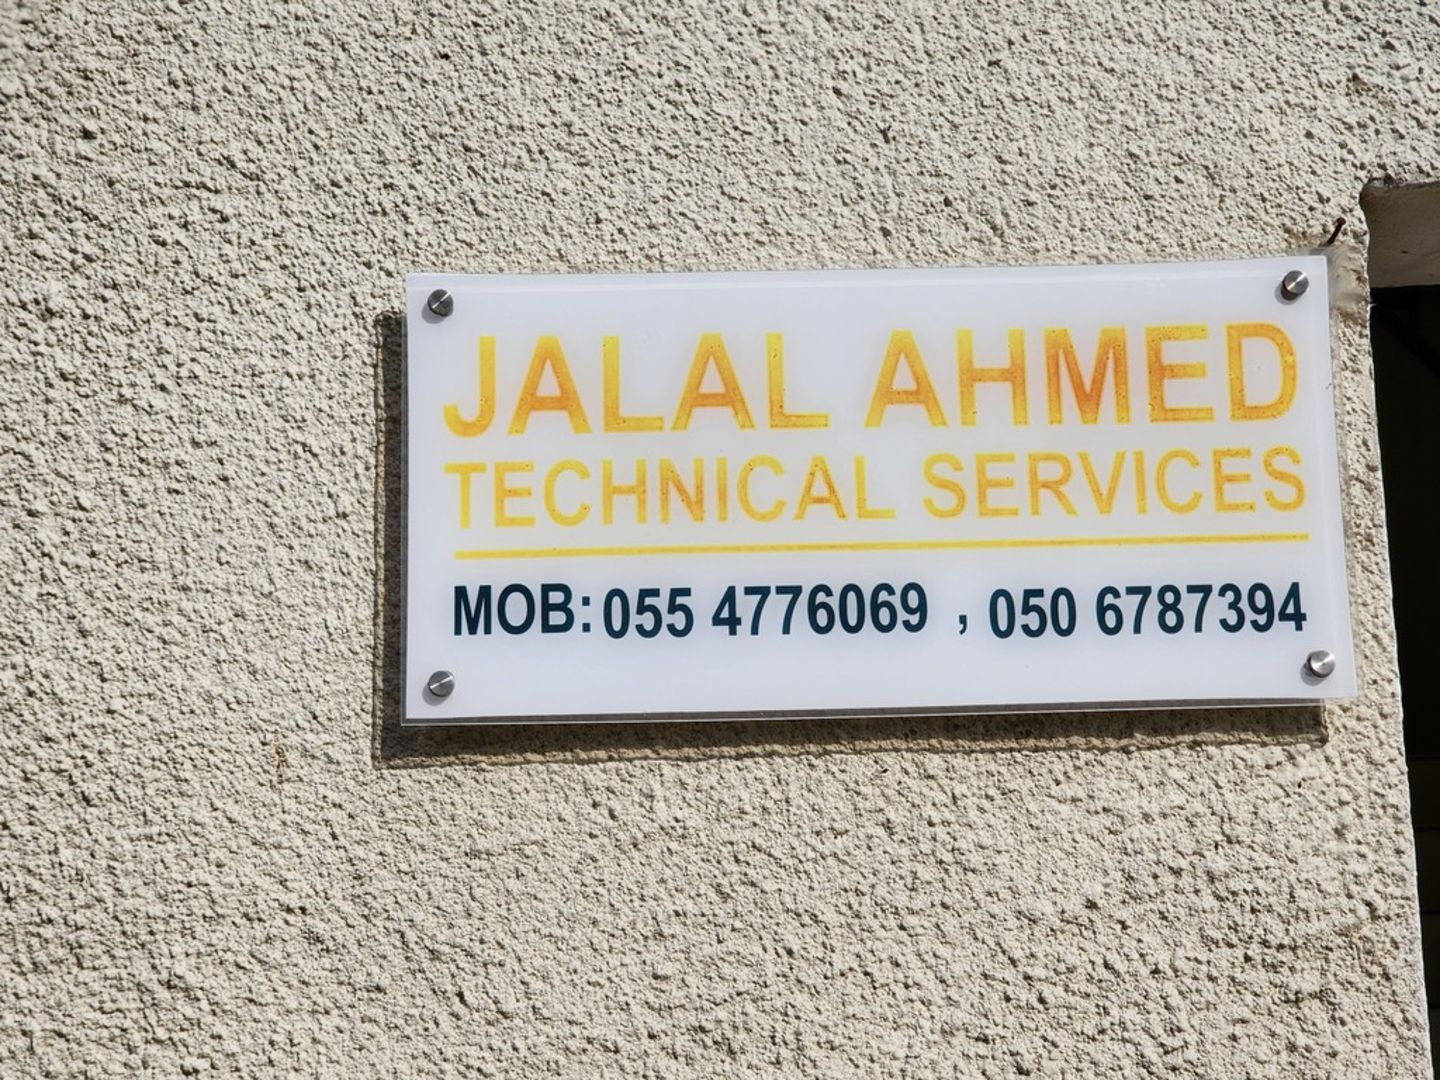 JALAL AHMED
TECHNICAL SERVICES
MOB: 055 4776069 , 050 6787394